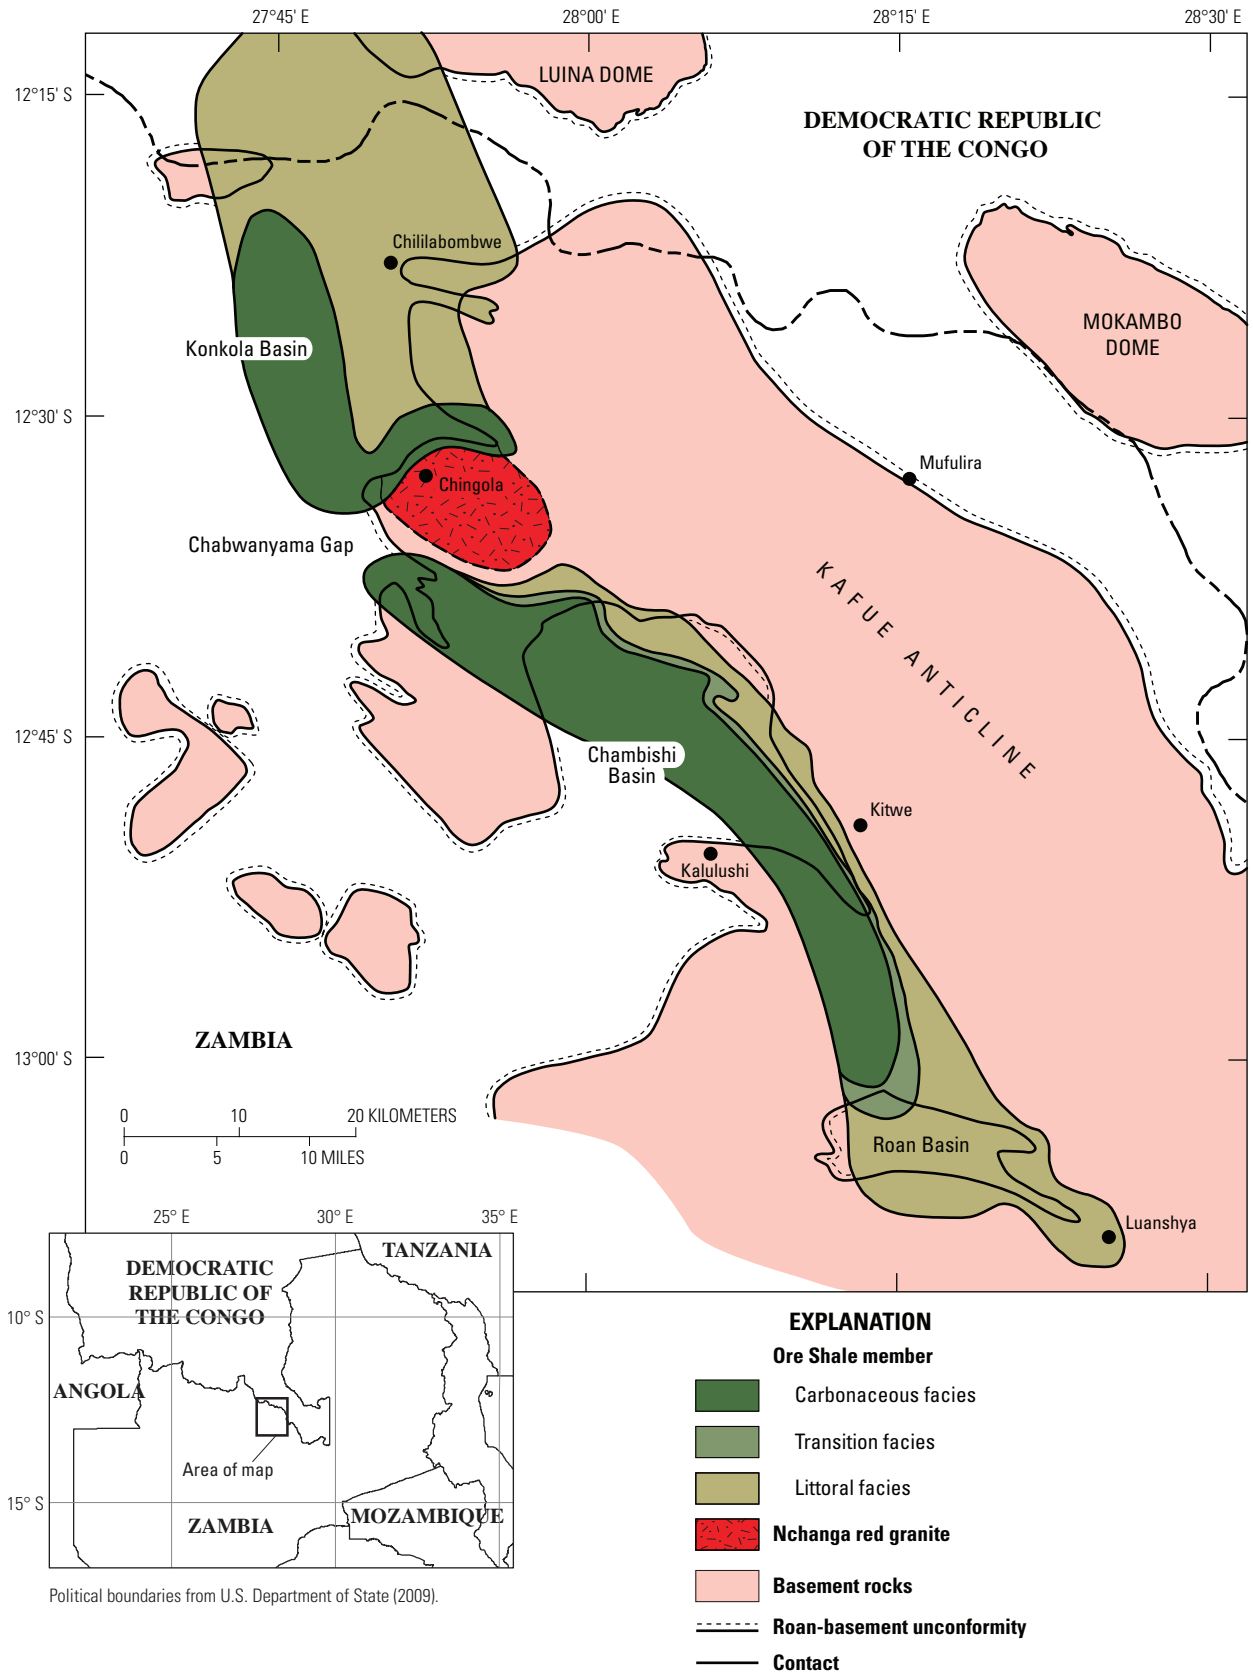 27°45' E
28°00' E
28°15' E
28°30' E
LUINA DOME
12°15' S
DEMOCRATIC REPUBLIC
OF THE CONGO
Chililabombwe
MOKAMBO
DOME
Konkola Basin
12°30' S
Mufulira
Chingola
Chabwanyama Gap
KAFUE ANTICLINE
12°45' S
Chambishi
Basin
Kitwe
Kalulushi
ZAMBIA
13°00' S
0 10 20 KILOMETERS
0 5 10 MILES
Roan Basin
Luanshya
25° E
30° E
35° E
TANZANIA
DEMOCRATIC
REPUBLIC OF
THE CONGO
10° S
ANGOLA
Area of map
15° S
MOZAMBIQUE
ZAMBIA
Political boundaries from U.S. Department of State (2009).
EXPLANATION
Ore Shale member
Carbonaceous facies
Transition facies
Littoral facies
Nchanga red granite
Basement rocks
Roan-basement unconformity
Contact